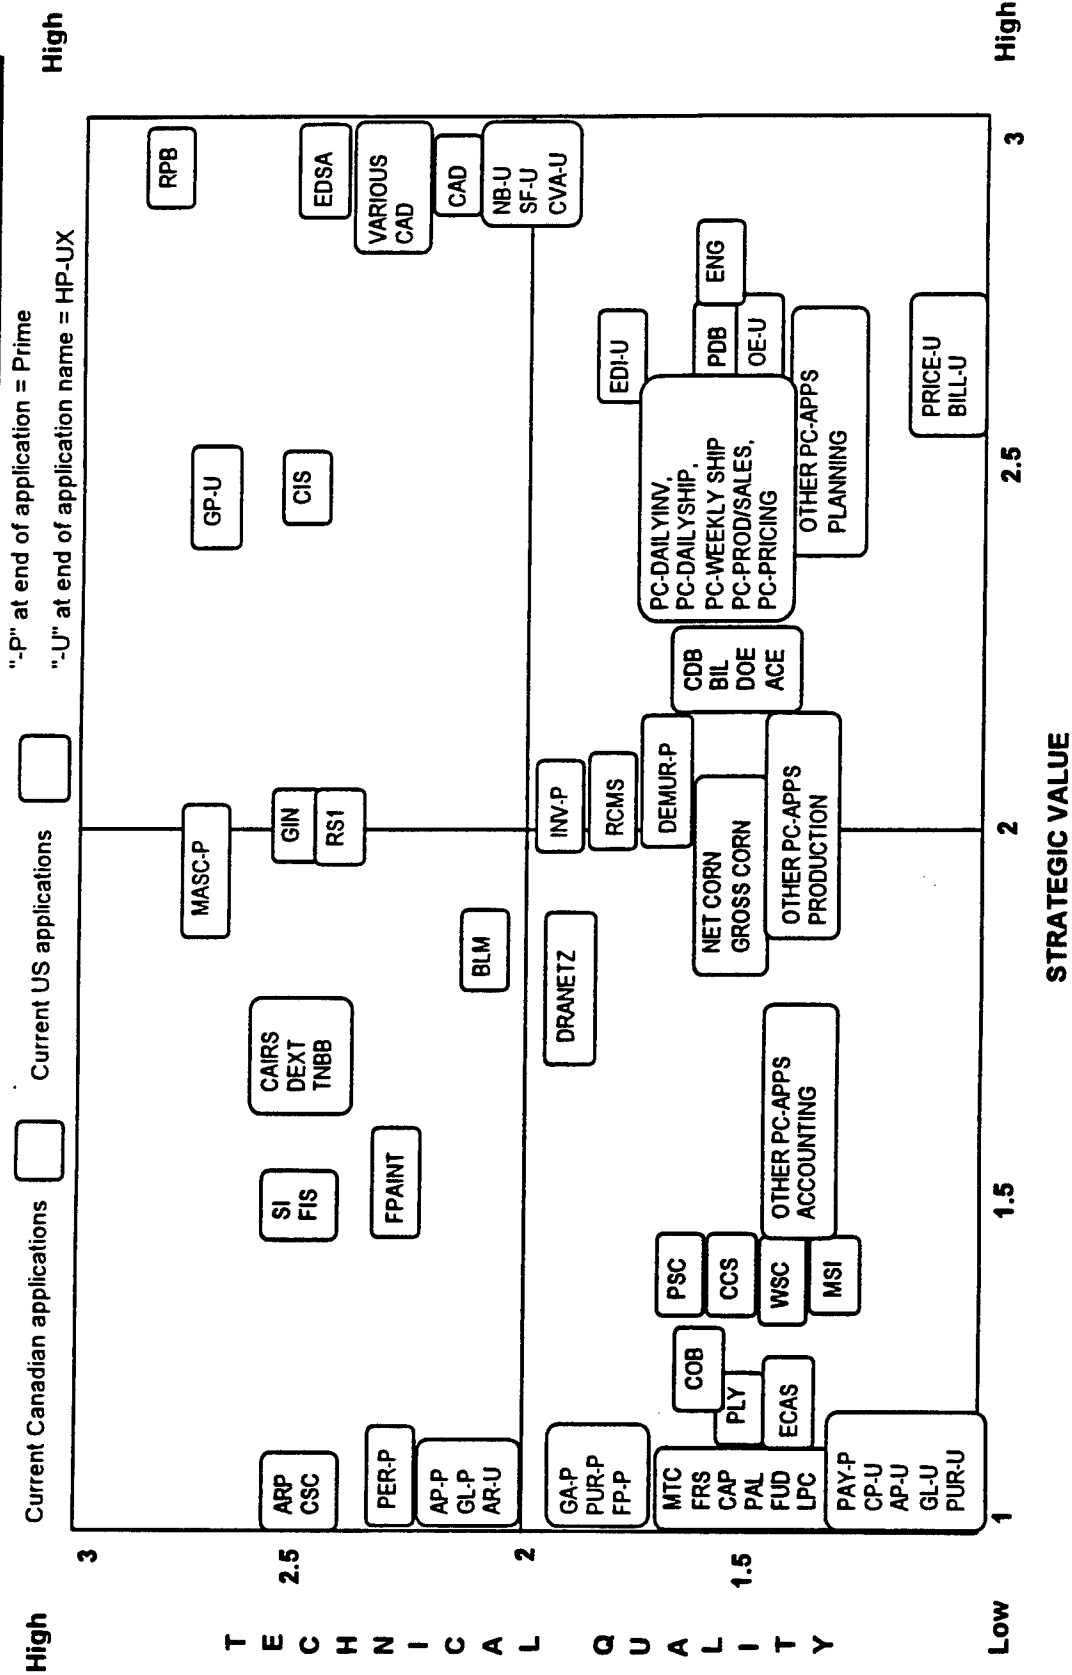 "-P" at end of application = Prime
Current Canadian applications
Current US applications
"-U" at end of application name = HP-UX
High
High
3
RPB
GP-U
MASC-P
EDSA
CIS
GIN
RS1
CAIRS
DEXT
TNBB
SI
FIS
ARP
CSC
2.5
VARIOUS
CAD
FPAINT
PER-P
CAD
BLM
AP-P
GL-P
AR-U
NB-U
SF-U
CVA-U
2
INV-P
DRANETZ
GA-P
PUR-P
FP-P
EDI-U
RCMS
DEMUR-P
ENG
PDB
OE-U
PC-DAILYINV,
PC-DAILYSHIP,
PC-WEEKLY SHIP
PC-PROD/SALES,
PC-PRICING
CDB
BIL
DOE
ACE
NET CORN
GROSS CORN
PSC
CCS
WSC
MSI
COB
PLY
ECAS
MTC
FRS
CAP
PAL
FUD
LPC
1.5
OTHER PC-APPS
PLANNING
OTHER PC-APPS
PRODUCTION
OTHER PC-APPS
ACCOUNTING
PRICE-U
BILL-U
PAY-P
CP-U
AP-U
GL-U
PUR-U
TECHNICAL QUALITY
Low
1
1.5
2
2.5
3
High
STRATEGIC VALUE